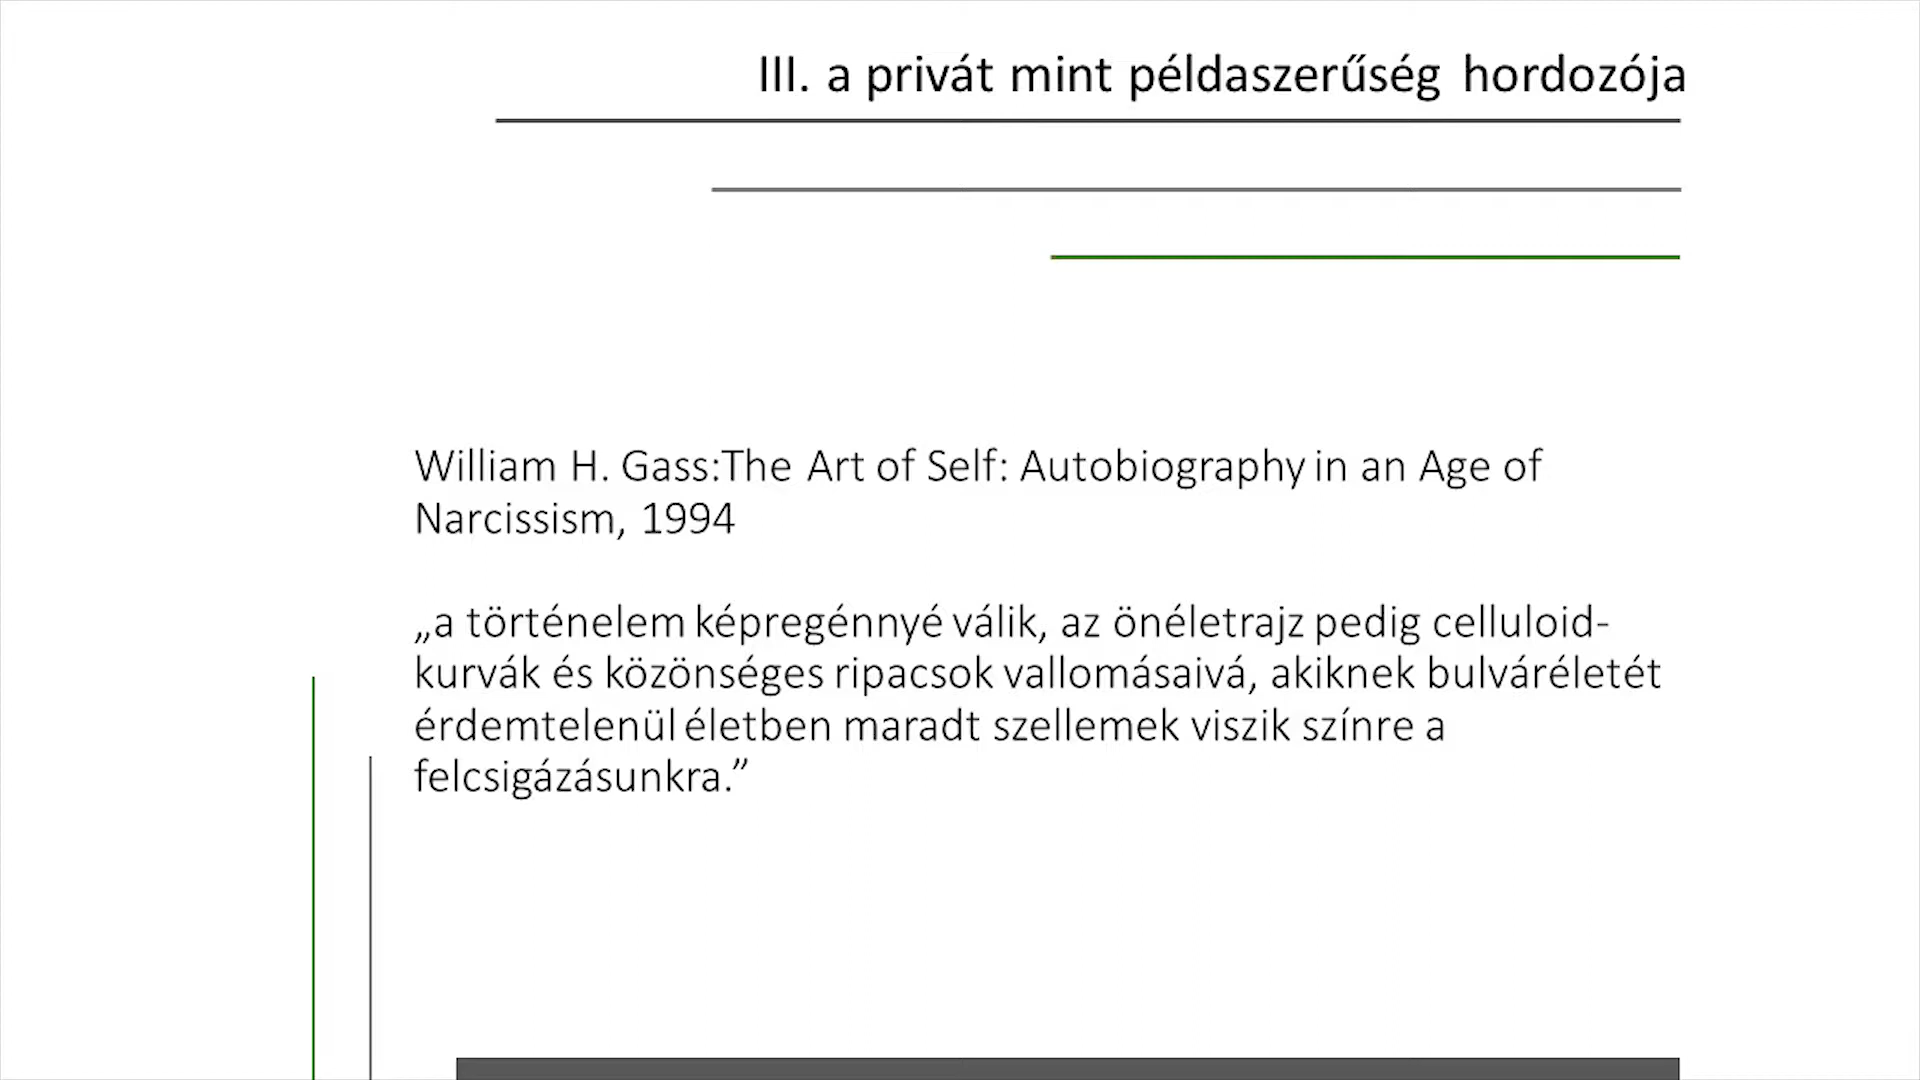 III. a privát mint példaszerűség hordozója
William H. Gass:The Art of Self: Autobiography in an Age of
Narcissism, 1994
„a történelem képregénnyé válik, az önéletrajz pedig celluloid-
kurvák és közönséges ripacsok vallomásaivá, akiknek bulváréletét
érdemtelenül életben maradt szellemek viszik színre a
felcsigázásunkra.”